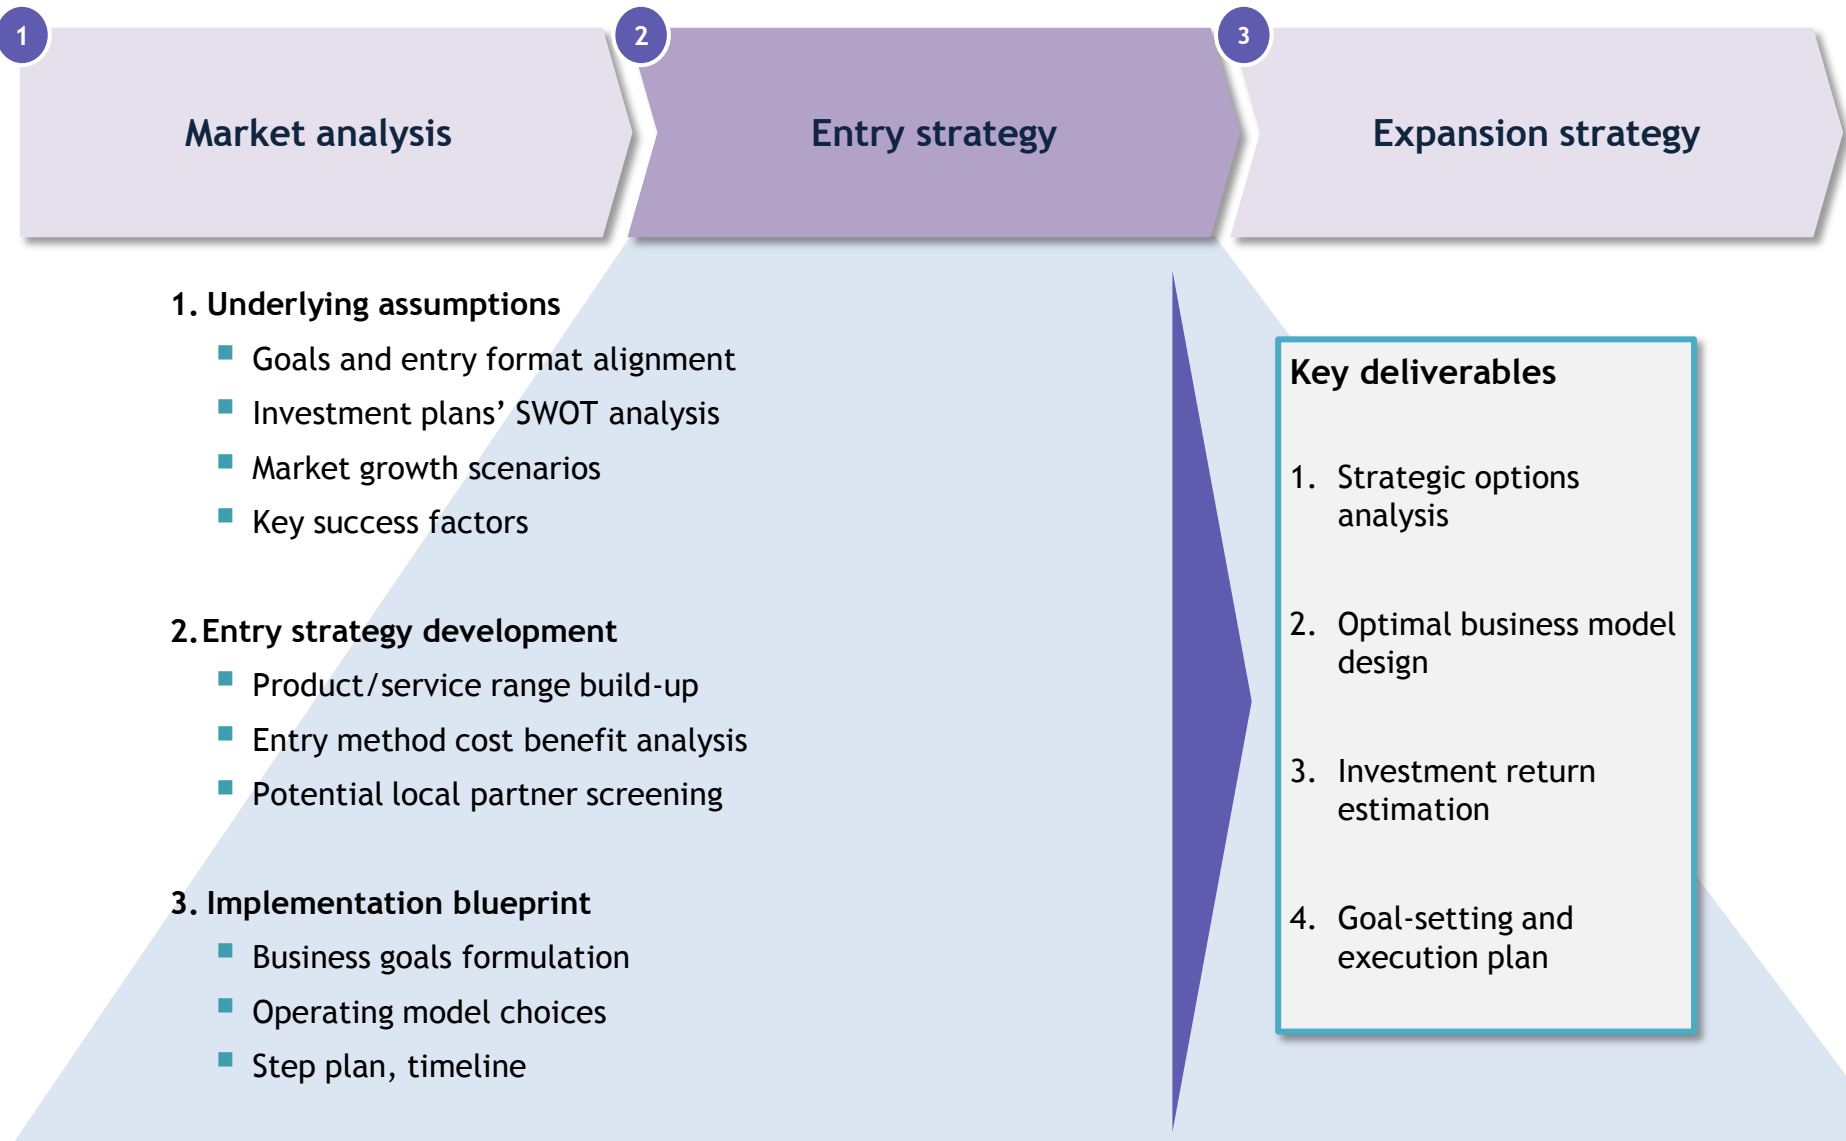 1
2
3
Market analysis
Entry strategy
Expansion strategy
1. Underlying assumptions
Goals and entry format alignment
Investment plans’ SWOT analysis
Market growth scenarios
Key success factors
2. Entry strategy development
Product/service range build-up
Entry method cost benefit analysis
Potential local partner screening
3. Implementation blueprint
Business goals formulation
Operating model choices
Step plan, timeline
Key deliverables
1. Strategic options
analysis
2. Optimal business model
design
3. Investment return
estimation
4. Goal-setting and
execution plan